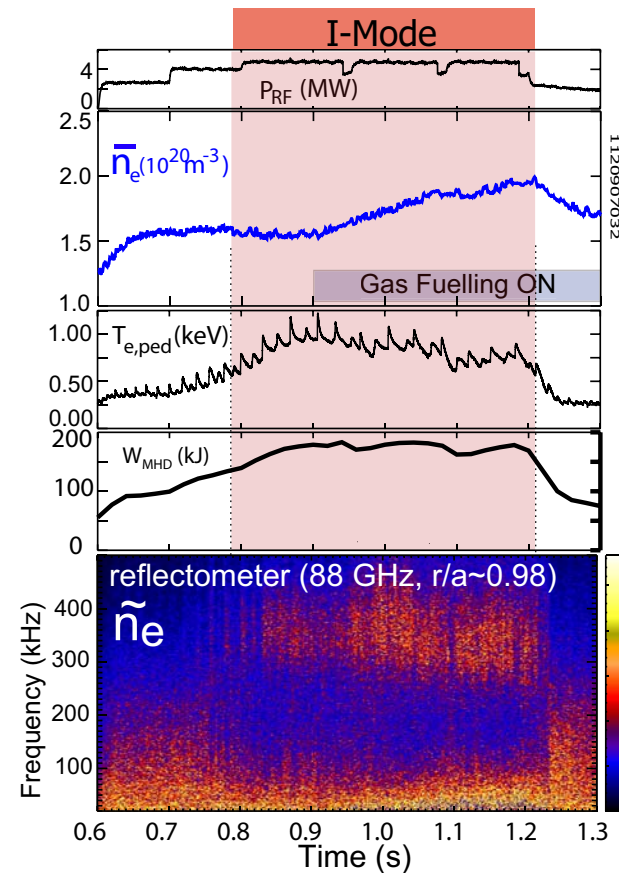 I-Mode
4
0
P_RF (MW)
2.5
2.0
1.5
1.0
n̅_e (10^20 m^-3)
Gas Fuelling ON
1120907032
1.00
0.50
0.00
T_e,ped (keV)
200
100
0
W_MHD (kJ)
reflectometer (88 GHz, r/a~0.98)
ñ_e
400
300
200
100
Frequency (kHz)
0.6 0.7 0.8 0.9 1.0 1.1 1.2 1.3
Time (s)